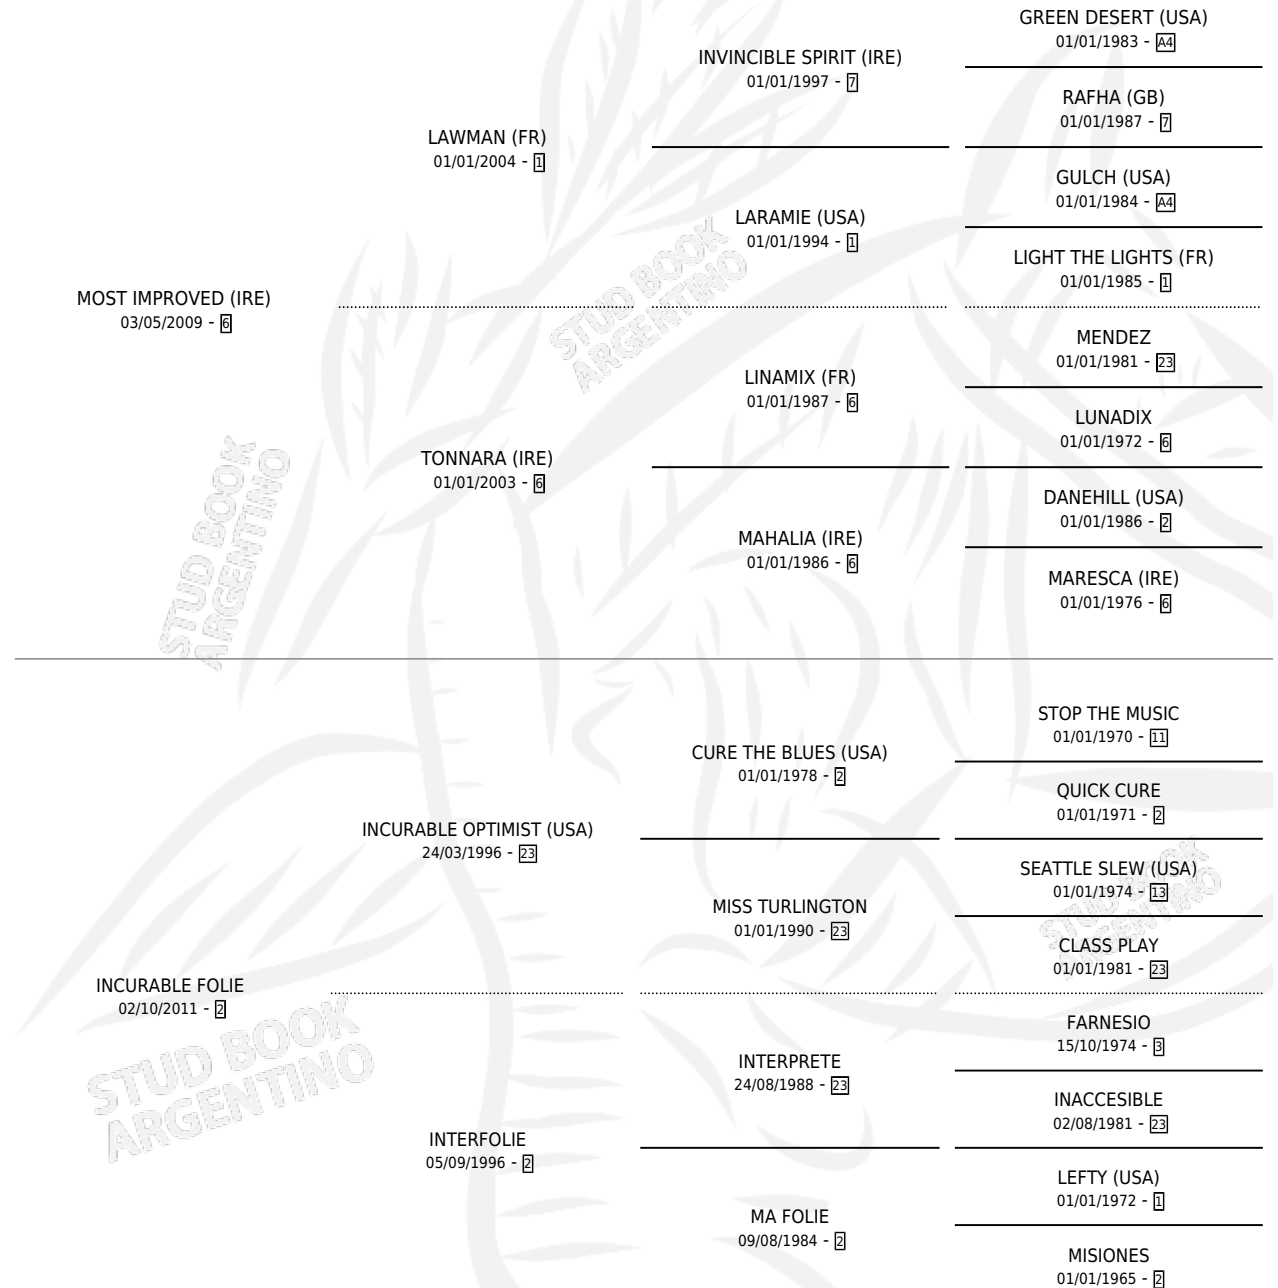 GREEN DESERT (USA)
01/01/1983 - A4
INVINCIBLE SPIRIT (IRE)
01/01/1997 - 7
RAFHA (GB)
01/01/1987 - 7
LAWMAN (FR)
01/01/2004 - 1
GULCH (USA)
01/01/1984 - A4
LARAMIE (USA)
01/01/1994 - 1
LIGHT THE LIGHTS (FR)
01/01/1985 - 1
MOST IMPROVED (IRE)
03/05/2009 - 6
STUD BOOK
ARGENTINO
MENDEZ
01/01/1981 - 23
LINAMIX (FR)
01/01/1987 - 6
LUNADIX
01/01/1972 - 6
TONNARA (IRE)
01/01/2003 - 6
DANEHILL (USA)
01/01/1986 - 2
MAHALIA (IRE)
01/01/1986 - 6
MARESCA (IRE)
01/01/1976 - 6
STUD BOOK
ARGENTINO
STOP THE MUSIC
01/01/1970 - 11
CURE THE BLUES (USA)
01/01/1978 - 2
QUICK CURE
01/01/1971 - 2
INCURABLE OPTIMIST (USA)
24/03/1996 - 23
SEATTLE SLEW (USA)
01/01/1974 - 13
MISS TURLINGTON
01/01/1990 - 23
STUD BOOK
ARGENTINO
CLASS PLAY
01/01/1981 - 23
INCURABLE FOLIE
02/10/2011 - 2
FARNESIO
15/10/1974 - 3
INTERPRETE
24/08/1988 - 23
INACCESIBLE
02/08/1981 - 23
STUD BOOK
ARGENTINO
INTERFOLIE
05/09/1996 - 2
LEFTY (USA)
01/01/1972 - 1
MA FOLIE
09/08/1984 - 2
MISIONES
01/01/1965 - 2